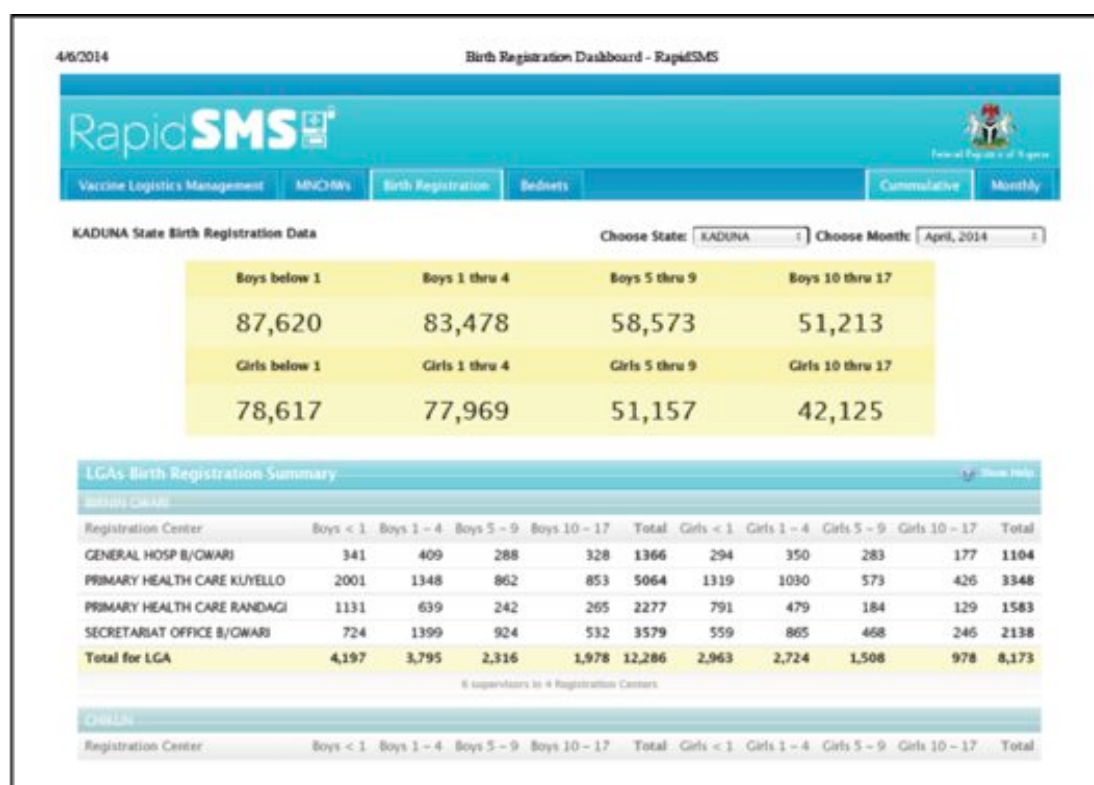 4/6/2014 Birth Registration Dashboard - RapidSMS
RapidSMS
Federal Republic of Nigeria
Vaccine Logistics Management MNCHWs Birth Registration Bednets Cummulative Monthly
KADUNA State Birth Registration Data Choose State: KADUNA Choose Month: April, 2014
Boys below 1 Boys 1 thru 4 Boys 5 thru 9 Boys 10 thru 17
87,620 83,478 58,573 51,213
Girls below 1 Girls 1 thru 4 Girls 5 thru 9 Girls 10 thru 17
78,617 77,969 51,157 42,125
LGAs Birth Registration Summary Show Help
BIRNIN GWARI
Registration Center Boys < 1 Boys 1 – 4 Boys 5 – 9 Boys 10 – 17 Total Girls < 1 Girls 1 – 4 Girls 5 – 9 Girls 10 – 17 Total
GENERAL HOSP B/GWARI 341 409 288 328 1366 294 350 283 177 1104
PRIMARY HEALTH CARE KUYELLO 2001 1348 862 853 5064 1319 1030 573 426 3348
PRIMARY HEALTH CARE RANDAGI 1131 639 242 265 2277 791 479 184 129 1583
SECRETARIAT OFFICE B/GWARI 724 1399 924 532 3579 559 865 468 246 2138
Total for LGA 4,197 3,795 2,316 1,978 12,286 2,963 2,724 1,508 978 8,173
6 supervisors in 4 Registration Centers
CHIKUN
Registration Center Boys < 1 Boys 1 – 4 Boys 5 – 9 Boys 10 – 17 Total Girls < 1 Girls 1 – 4 Girls 5 – 9 Girls 10 – 17 Total